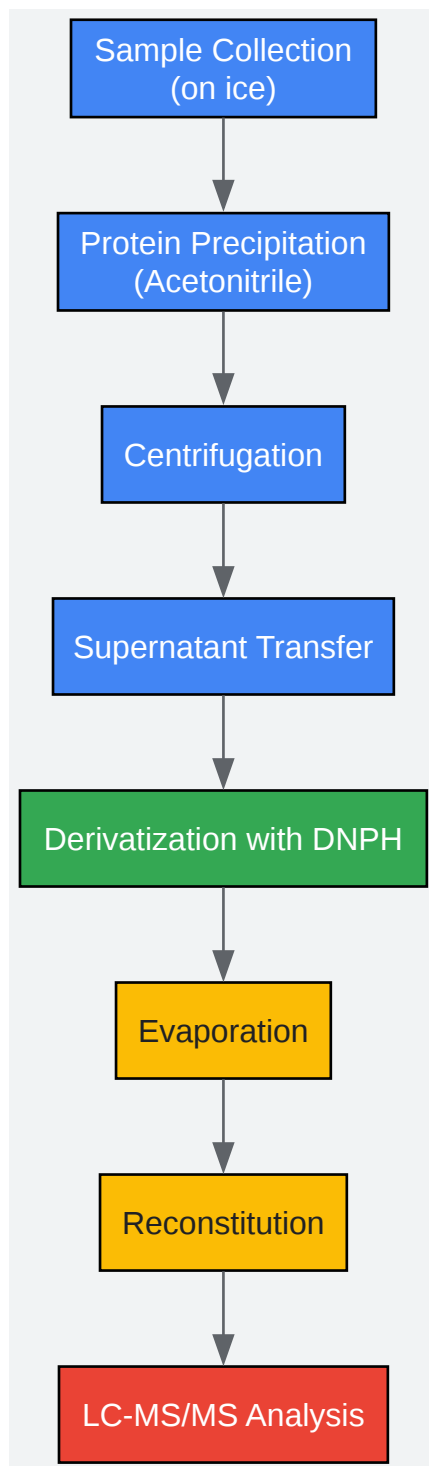 Sample Collection
(on ice)
Protein Precipitation
(Acetonitrile)
Centrifugation
Supernatant Transfer
Derivatization with DNPH
Evaporation
Reconstitution
LC-MS/MS Analysis